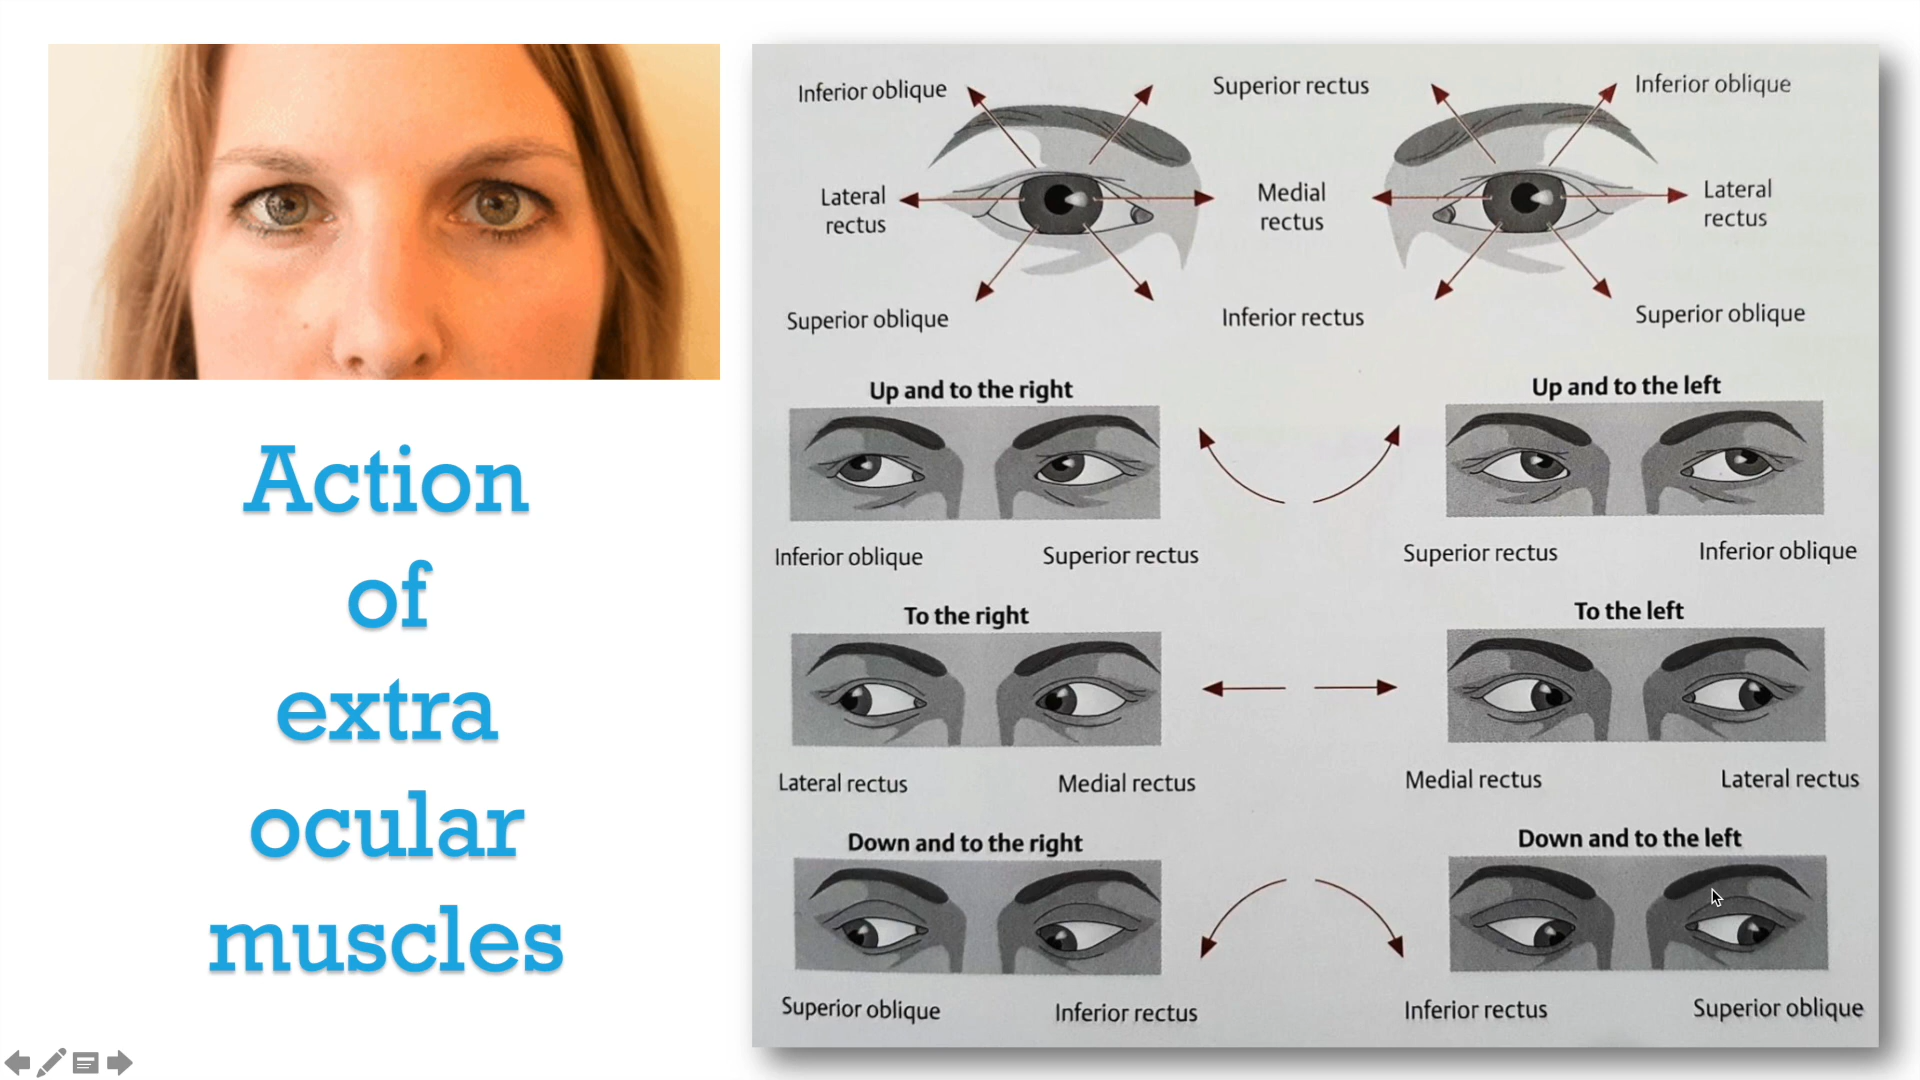 Action
of
extra
ocular
muscles
Inferior oblique
Superior rectus
Inferior oblique
Lateral
rectus
Medial
rectus
Lateral
rectus
Superior oblique
Inferior rectus
Superior oblique
Up and to the right
Up and to the left
Inferior oblique
Superior rectus
Superior rectus
Inferior oblique
To the right
To the left
Lateral rectus
Medial rectus
Medial rectus
Lateral rectus
Down and to the right
Down and to the left
Superior oblique
Inferior rectus
Inferior rectus
Superior oblique